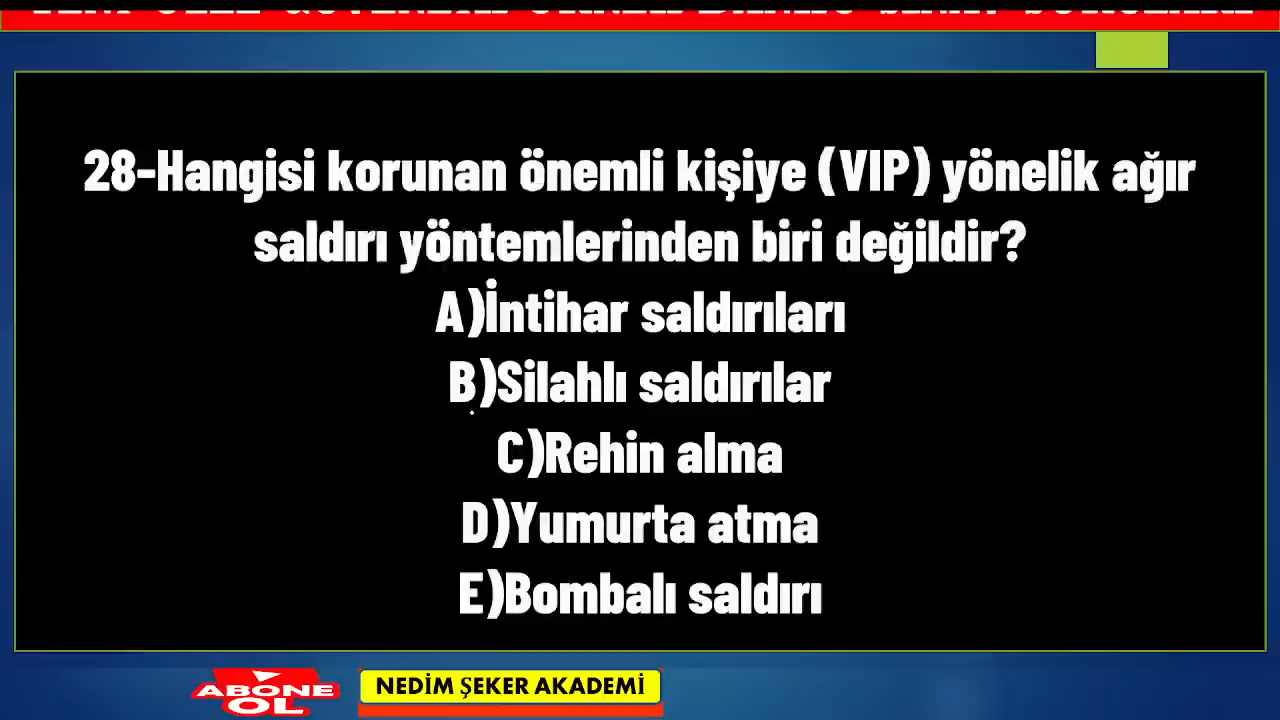 28-Hangisi korunan önemli kişiye (VIP) yönelik ağır
saldırı yöntemlerinden biri değildir?
A)İntihar saldırıları
B)Silahlı saldırılar
C)Rehin alma
D)Yumurta atma
E)Bombalı saldırı
ABONE
OL
NEDİM ŞEKER AKADEMİ